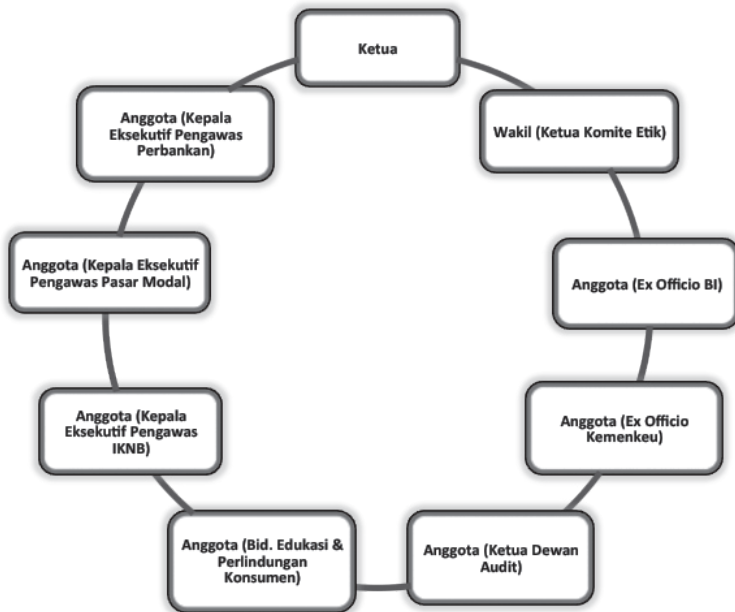 Ketua
Wakil (Ketua Komite Etik)
Anggota (Ex Officio BI)
Anggota (Ex Officio
Kemenkeu)
Anggota (Ketua Dewan
Audit)
Anggota (Bid. Edukasi &
Perlindungan
Konsumen)
Anggota (Kepala
Eksekutif Pengawas
IKNB)
Anggota (Kepala Eksekutif
Pengawas Pasar Modal)
Anggota (Kepala
Eksekutif Pengawas
Perbankan)